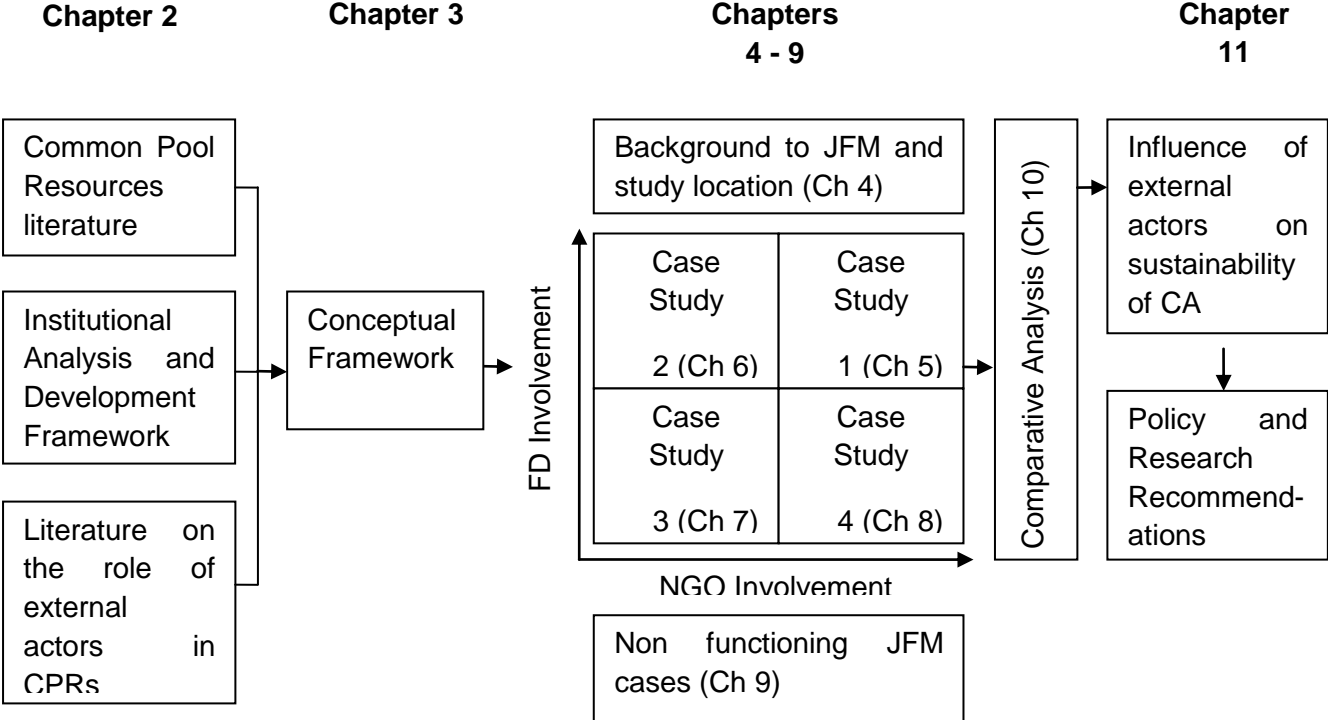 Chapter 2
Chapter 3
Chapters
4 - 9
Chapter
11
Common Pool
Resources
literature
Institutional
Analysis and
Development
Framework
Literature on
the role of
external
actors in
CPRs
Conceptual
Framework
Background to JFM and
study location (Ch 4)
FD Involvement
Case
Study
2 (Ch 6)
Case
Study
1 (Ch 5)
Case
Study
3 (Ch 7)
Case
Study
4 (Ch 8)
NGO Involvement
Non functioning JFM
cases (Ch 9)
Comparative Analysis (Ch 10)
Influence of
external
actors on
sustainability
of CA
Policy and
Research
Recommend-
ations